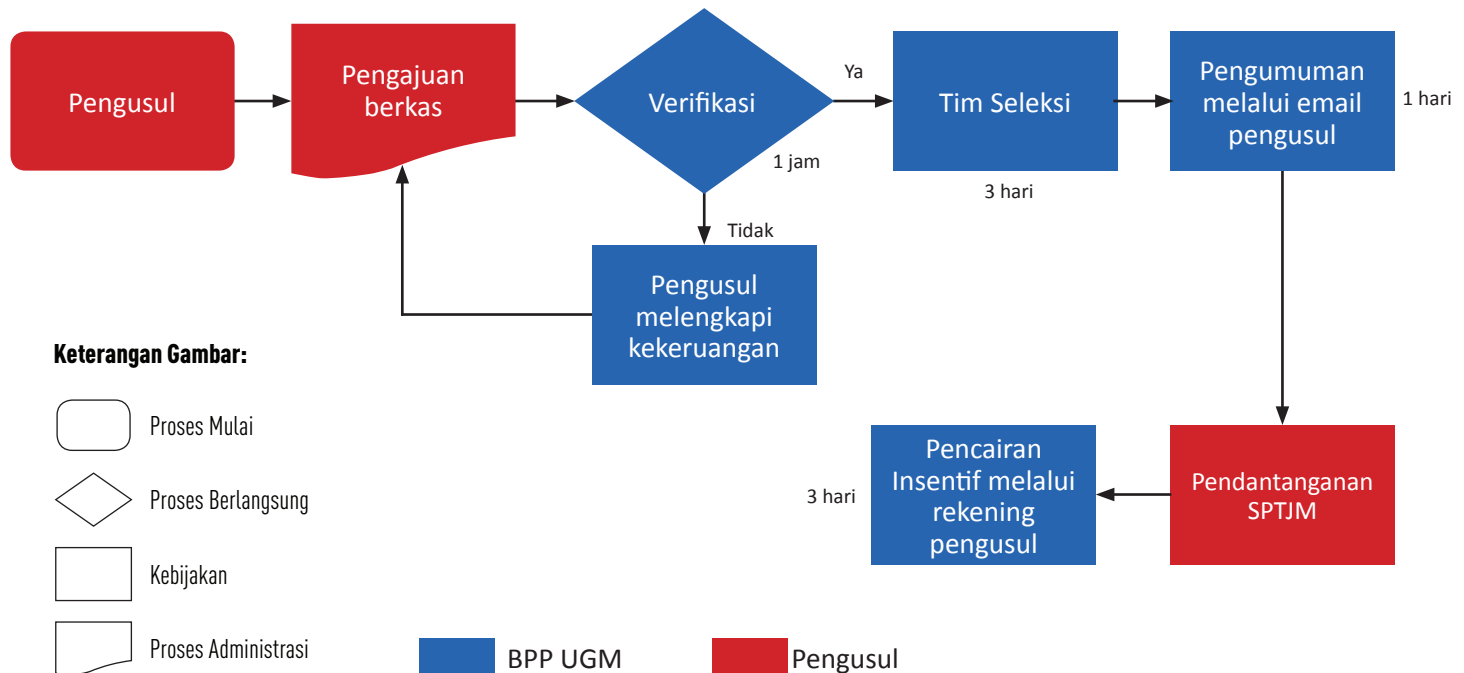 Pengusul
Pengajuan
berkas
Verifikasi
1 jam
Ya
Tim Seleksi
3 hari
Pengumuman
melalui email
pengusul
1 hari
Tidak
Pengusul
melengkapi
kekeruangan
Pendantanganan
SPTJM
Pencairan
Insentif melalui
rekening
pengusul
3 hari
Keterangan Gambar:
Proses Mulai
Proses Berlangsung
Kebijakan
Proses Administrasi
BPP UGM
Pengusul